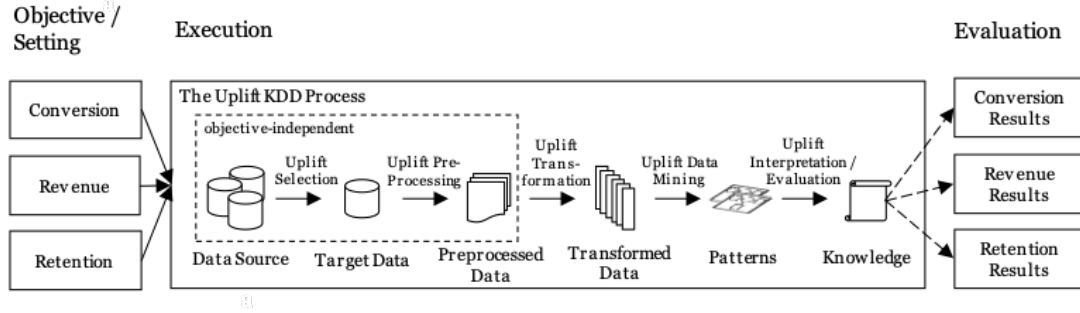 Objective /
Setting
Execution
Evaluation
Conversion
Revenue
Retention
The Uplift KDD Process
objective-independent
Uplift
Selection
Uplift Pre-
Processing
Uplift
Trans-
formation
Uplift Data
Mining
Uplift
Interpretation/
Evaluation
Data Source
Target Data
Preprocessed
Data
Transformed
Data
Patterns
Knowledge
Conversion
Results
Revenue
Results
Retention
Results